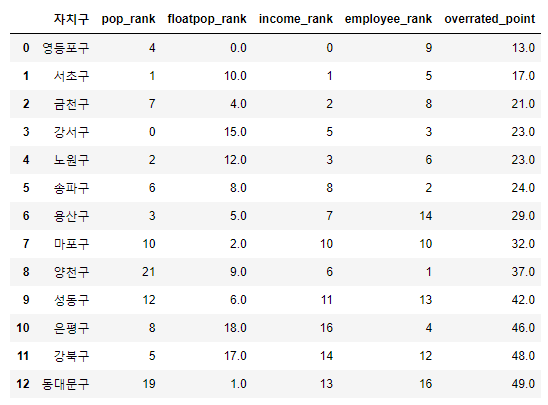 자치구 pop_rank floatpop_rank income_rank employee_rank overrated_point
0 영등포구 4 0.0 0 9 13.0
1 서초구 1 10.0 1 5 17.0
2 금천구 7 4.0 2 8 21.0
3 강서구 0 15.0 5 3 23.0
4 노원구 2 12.0 3 6 23.0
5 송파구 6 8.0 8 2 24.0
6 용산구 3 5.0 7 14 29.0
7 마포구 10 2.0 10 10 32.0
8 양천구 21 9.0 6 1 37.0
9 성동구 12 6.0 11 13 42.0
10 은평구 8 18.0 16 4 46.0
11 강북구 5 17.0 14 12 48.0
12 동대문구 19 1.0 13 16 49.0